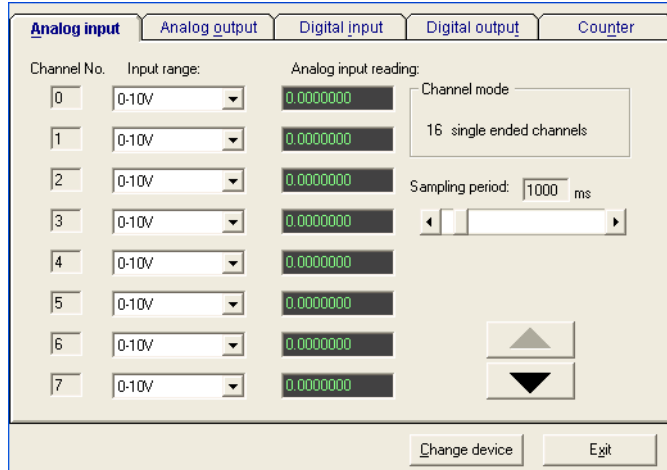 Analog input Analog output Digital input Digital output Counter
Channel No. Input range: Analog input reading:
Channel mode
0 0-10V 0.0000000
16 single ended channels
1 0-10V 0.0000000
2 0-10V 0.0000000
Sampling period: 1000 ms
3 0-10V 0.0000000
4 0-10V 0.0000000
5 0-10V 0.0000000
6 0-10V 0.0000000
7 0-10V 0.0000000
Change device Exit